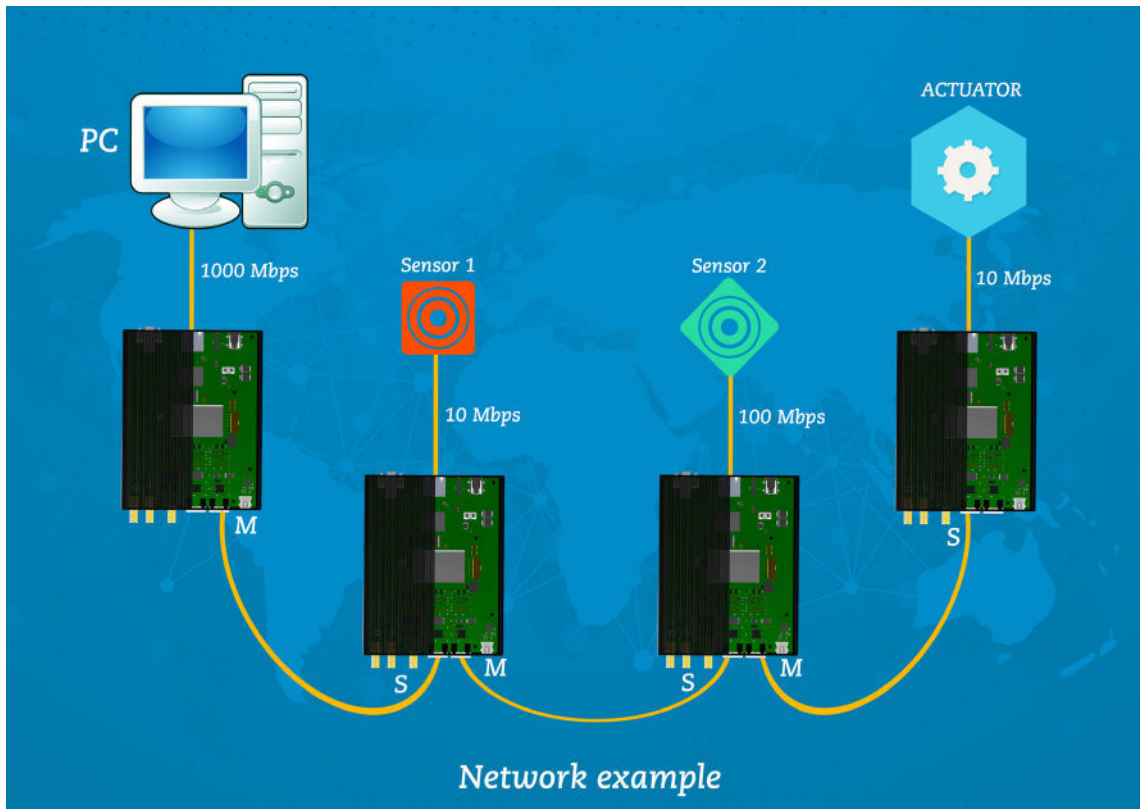 ACTUATOR
PC
1000 Mbps
Sensor 1
Sensor 2
10 Mbps
10 Mbps
100 Mbps
M
S
S
M
S
M
Network example